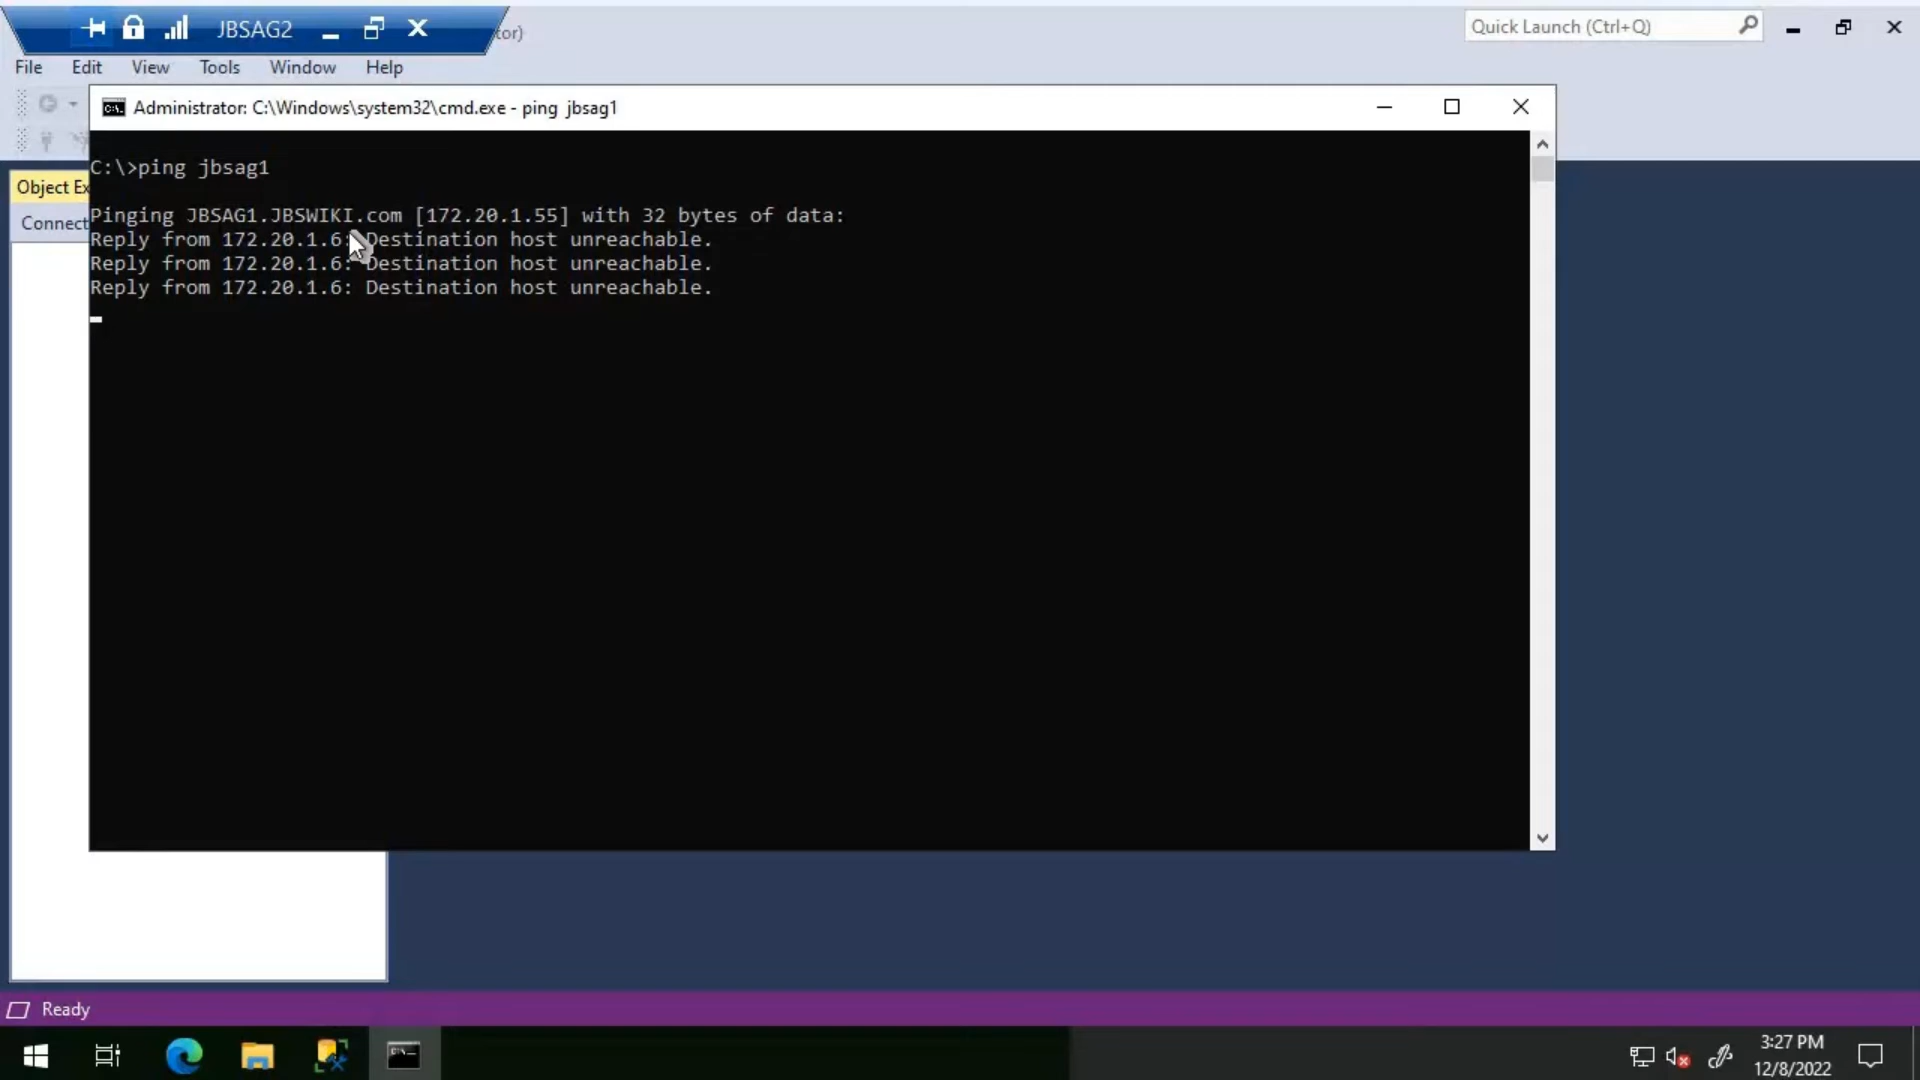 JBSAG2
tor)
Quick Launch (Ctrl+Q)
File Edit View Tools Window Help
Administrator: C:\Windows\system32\cmd.exe - ping jbsag1
C:\>ping jbsag1
Object Ex
Connect
Pinging JBSAG1.JBSWIKI.com [172.20.1.55] with 32 bytes of data:
Reply from 172.20.1.6: Destination host unreachable.
Reply from 172.20.1.6: Destination host unreachable.
Reply from 172.20.1.6: Destination host unreachable.
Ready
3:27 PM
12/8/2022